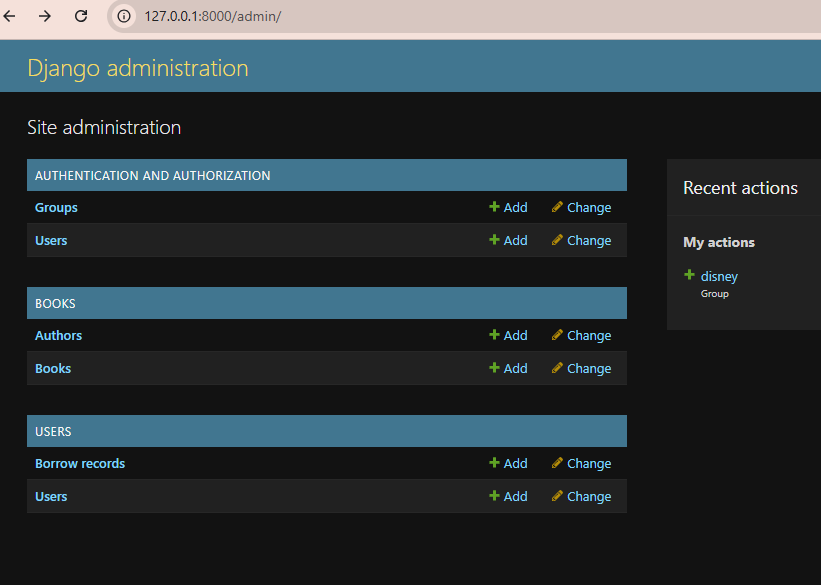 127.0.0.1:8000/admin/
Django administration
Site administration
AUTHENTICATION AND AUTHORIZATION
Groups Add Change
Users Add Change
BOOKS
Authors Add Change
Books Add Change
USERS
Borrow records Add Change
Users Add Change
Recent actions
My actions
disney
Group